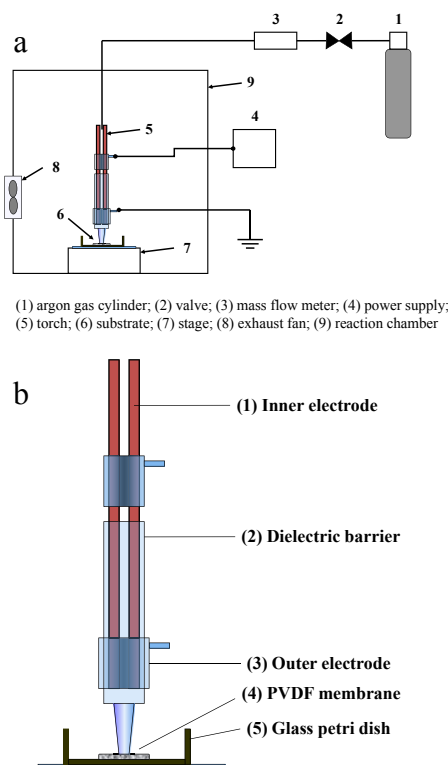 a
3
2
1
9
5
4
8
6
7
(1) argon gas cylinder; (2) valve; (3) mass flow meter; (4) power supply;
(5) torch; (6) substrate; (7) stage; (8) exhaust fan; (9) reaction chamber
b
(1) Inner electrode
(2) Dielectric barrier
(3) Outer electrode
(4) PVDF membrane
(5) Glass petri dish